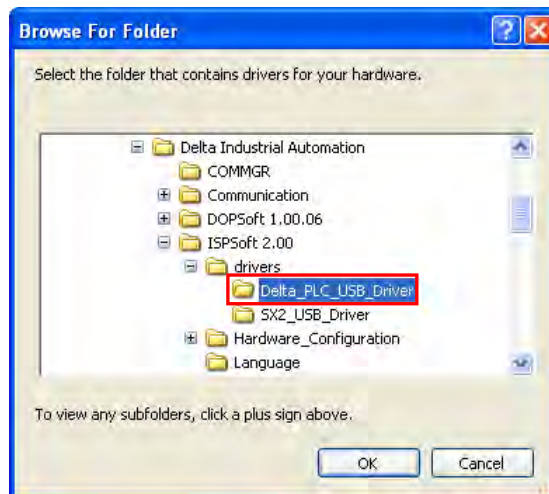 Browse For Folder
Select the folder that contains drivers for your hardware.
Delta Industrial Automation
COMMGR
Communication
DOPSoft 1.00.06
ISPSoft 2.00
drivers
Delta_PLC_USB_Driver
SX2_USB_Driver
Hardware_Configuration
Language
To view any subfolders, click a plus sign above.
OK Cancel